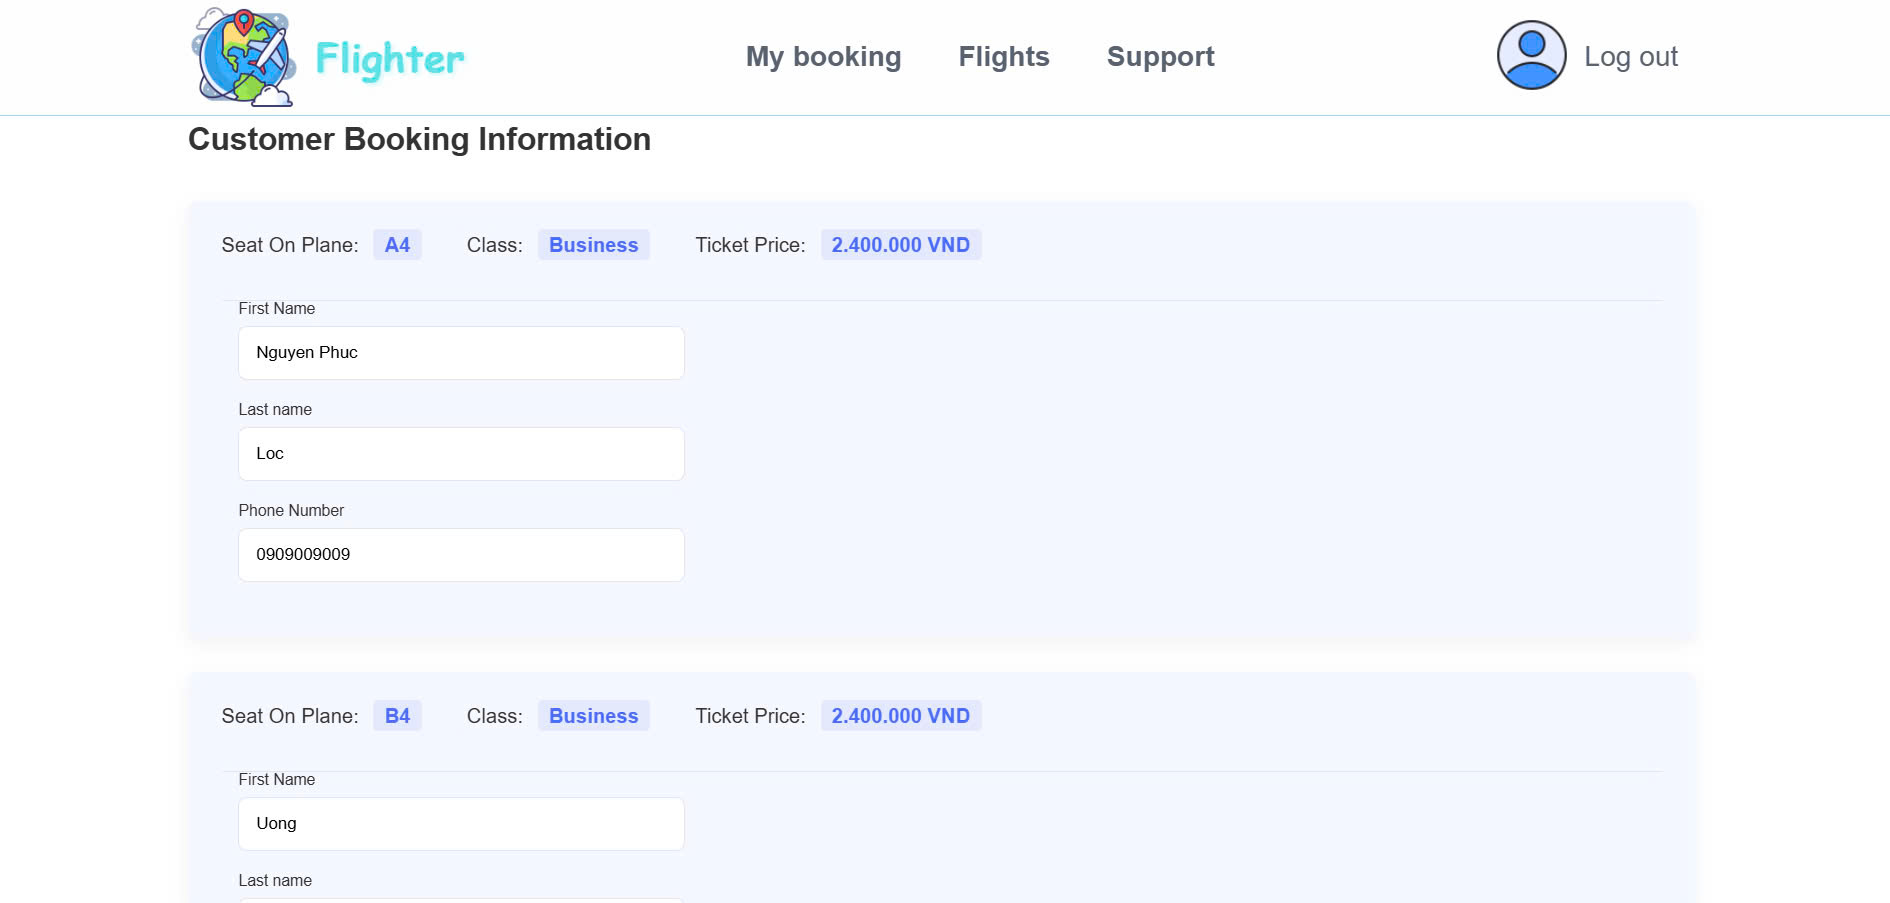 Flighter My booking Flights Support Log out
Customer Booking Information
Seat On Plane: A4 Class: Business Ticket Price: 2.400.000 VND
First Name
Nguyen Phuc
Last name
Loc
Phone Number
0909009009
Seat On Plane: B4 Class: Business Ticket Price: 2.400.000 VND
First Name
Uong
Last name